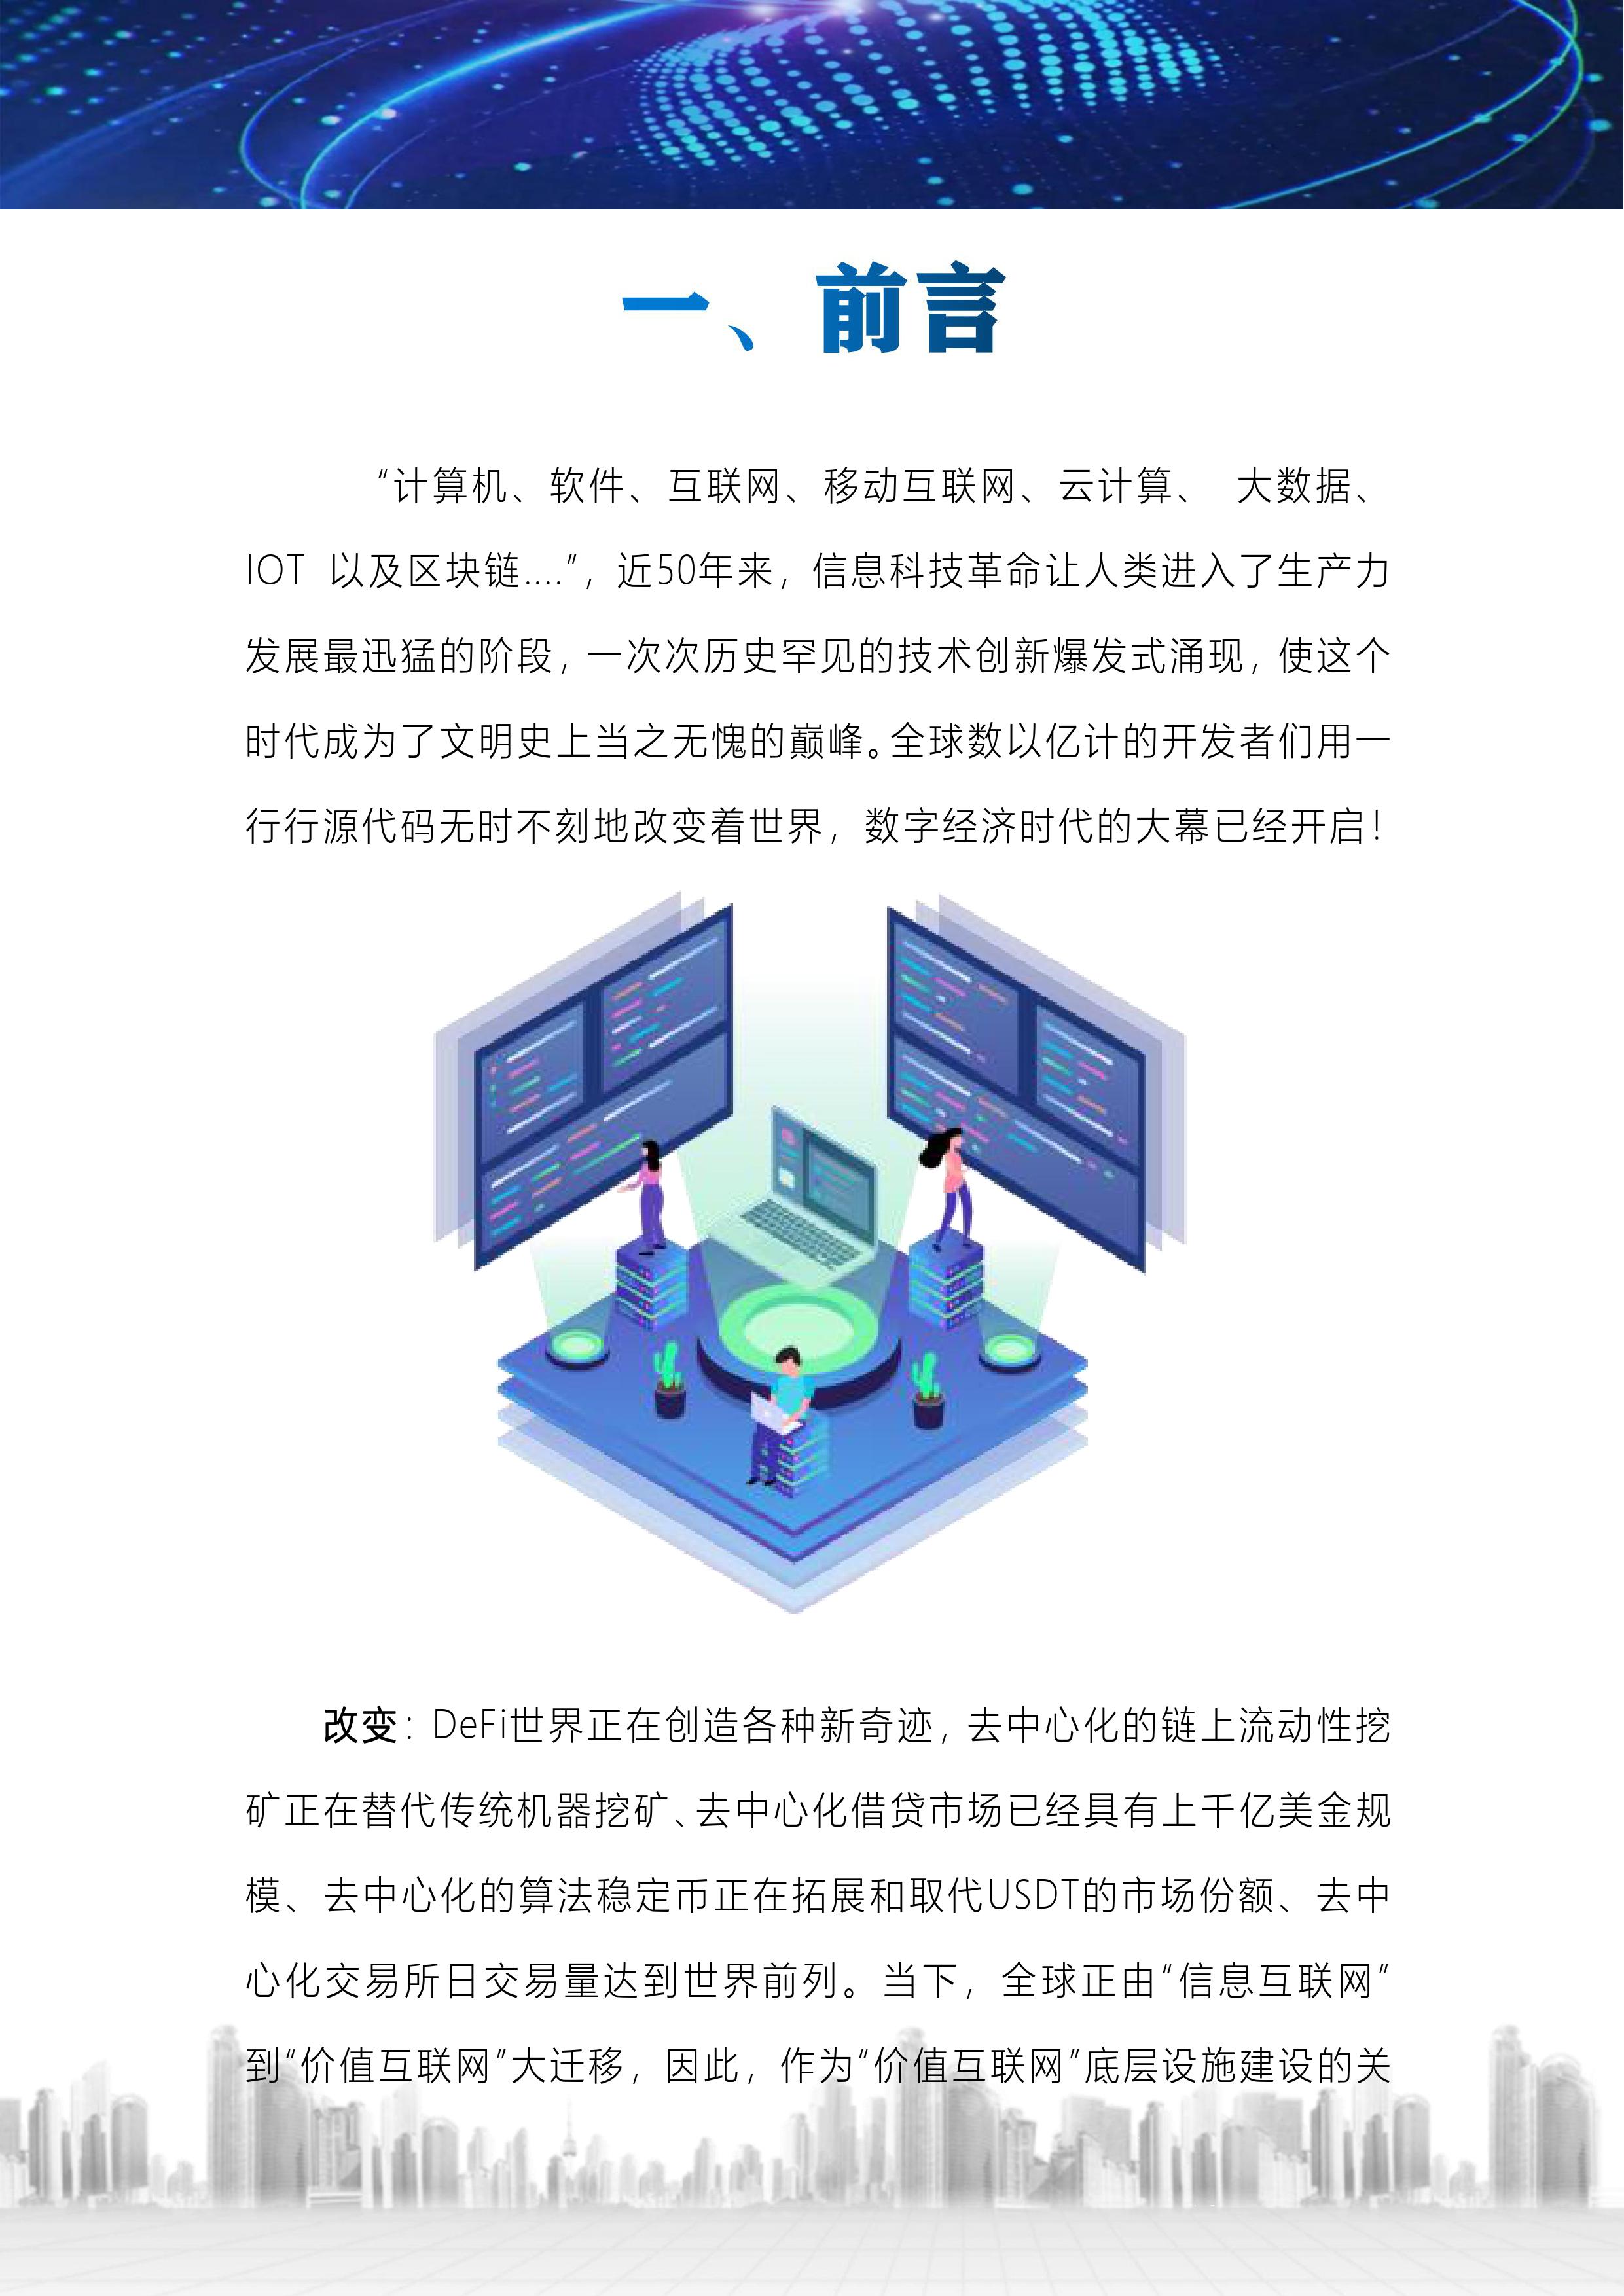 一、前言
“计算机、软件、互联网、移动互联网、云计算、 大数据、
IOT 以及区块链....”，近50年来，信息科技革命让人类进入了生产力
发展最迅猛的阶段，一次次历史罕见的技术创新爆发式涌现，使这个
时代成为了文明史上当之无愧的巅峰。全球数以亿计的开发者们用一
行行源代码无时不刻地改变着世界，数字经济时代的大幕已经开启！
改变：DeFi世界正在创造各种新奇迹，去中心化的链上流动性挖
矿正在替代传统机器挖矿、去中心化借贷市场已经具有上千亿美金规
模、去中心化的算法稳定币正在拓展和取代USDT的市场份额、去中
心化交易所日交易量达到世界前列。当下，全球正由“信息互联网”
到“价值互联网”大迁移，因此，作为“价值互联网”底层设施建设的关